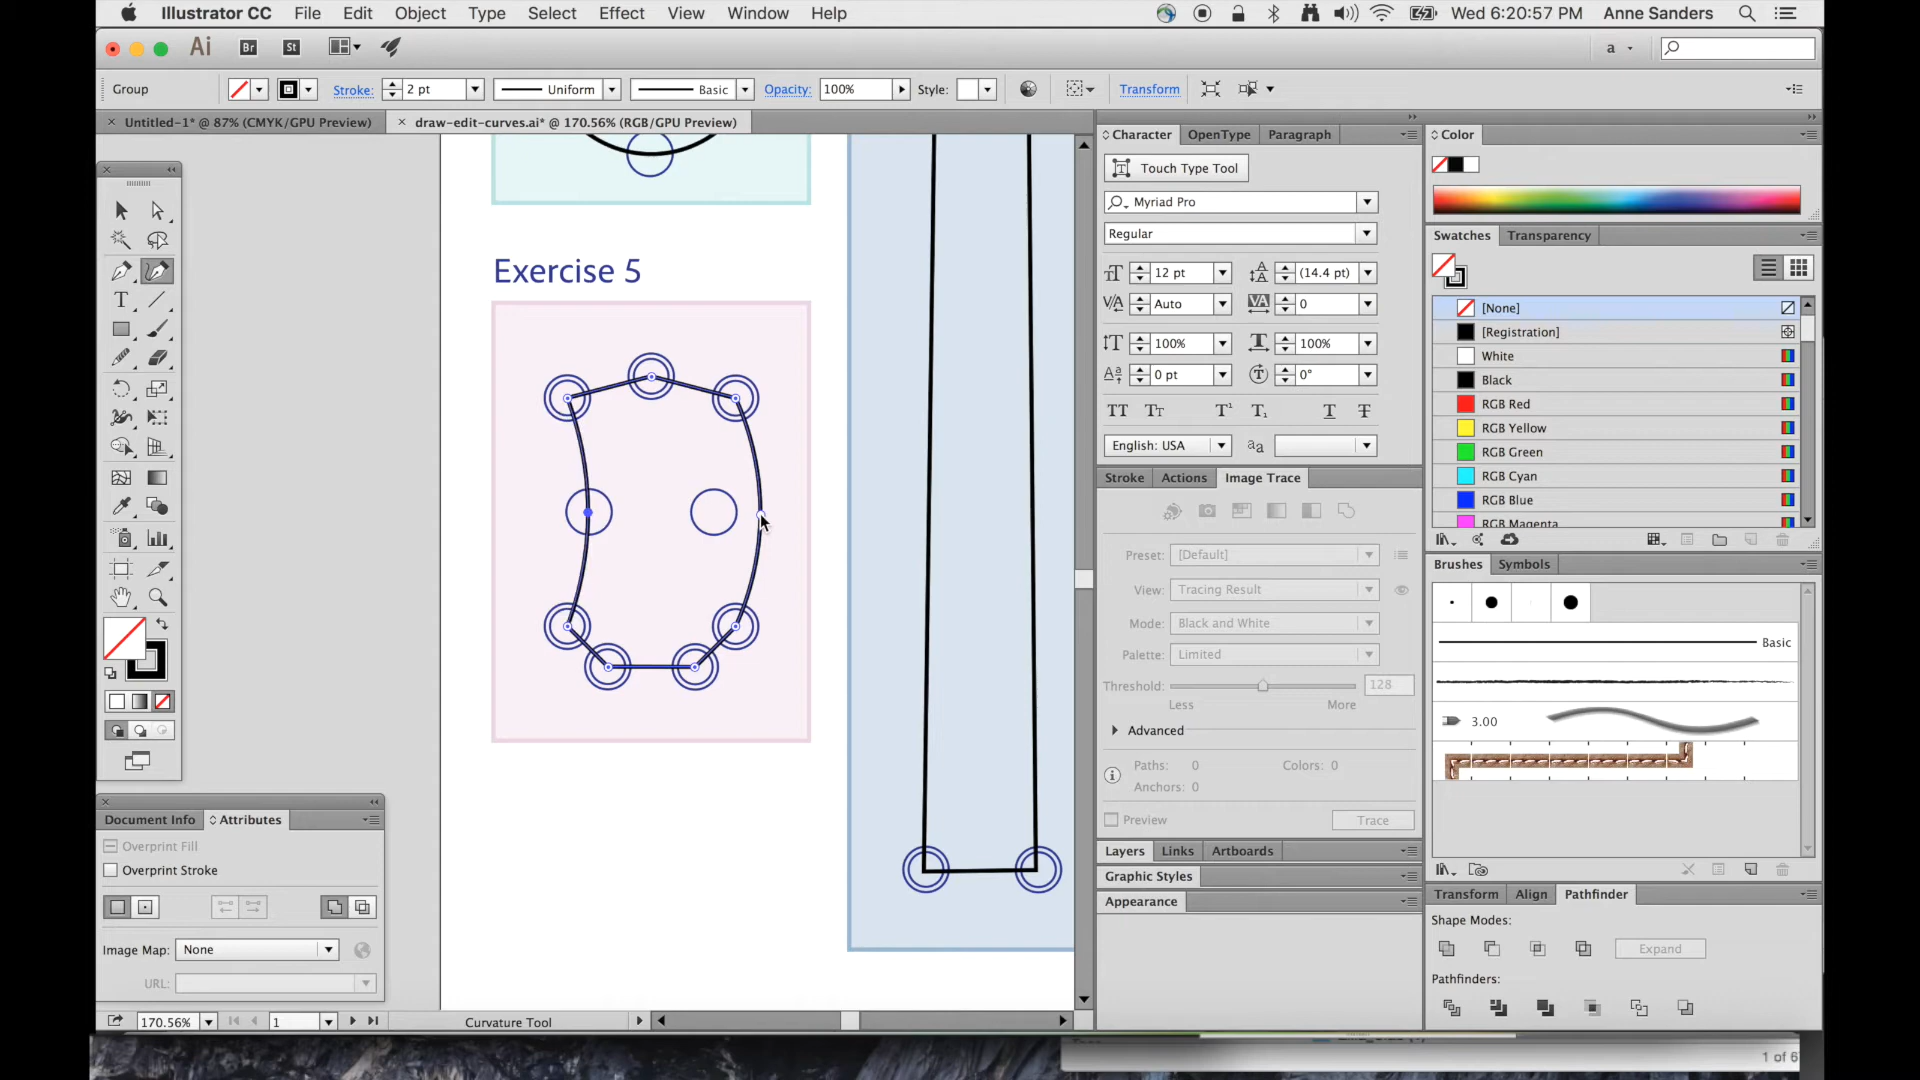 Illustrator CC File Edit Object Type Select Effect View Window Help Wed 6:20:57 PM Anne Sanders
Ai Br St a
Group Stroke: 2 pt Uniform Basic Opacity: 100% Style: Transform
× Untitled-1* @ 87% (CMYK/GPU Preview) × draw-edit-curves.ai* @ 170.56% (RGB/GPU Preview)
Exercise 5
Document Info Attributes
Overprint Fill
Overprint Stroke
Image Map: None
URL:
170.56% 1 Curvature Tool
Character OpenType Paragraph
Touch Type Tool
Myriad Pro
Regular
12 pt (14.4 pt)
Auto 0
100% 100%
0 pt 0°
English: USA
Stroke Actions Image Trace
Preset: [Default]
View: Tracing Result
Mode: Black and White
Palette: Limited
Threshold: 128
Less More
Advanced
Paths: 0 Colors: 0
Anchors: 0
Preview Trace
Layers Links Artboards
Graphic Styles
Appearance
Color
Swatches Transparency
[None]
[Registration]
White
Black
RGB Red
RGB Yellow
RGB Green
RGB Cyan
RGB Blue
RGB Magenta
Brushes Symbols
Basic
3.00
Transform Align Pathfinder
Shape Modes:
Expand
Pathfinders:
1 of 6